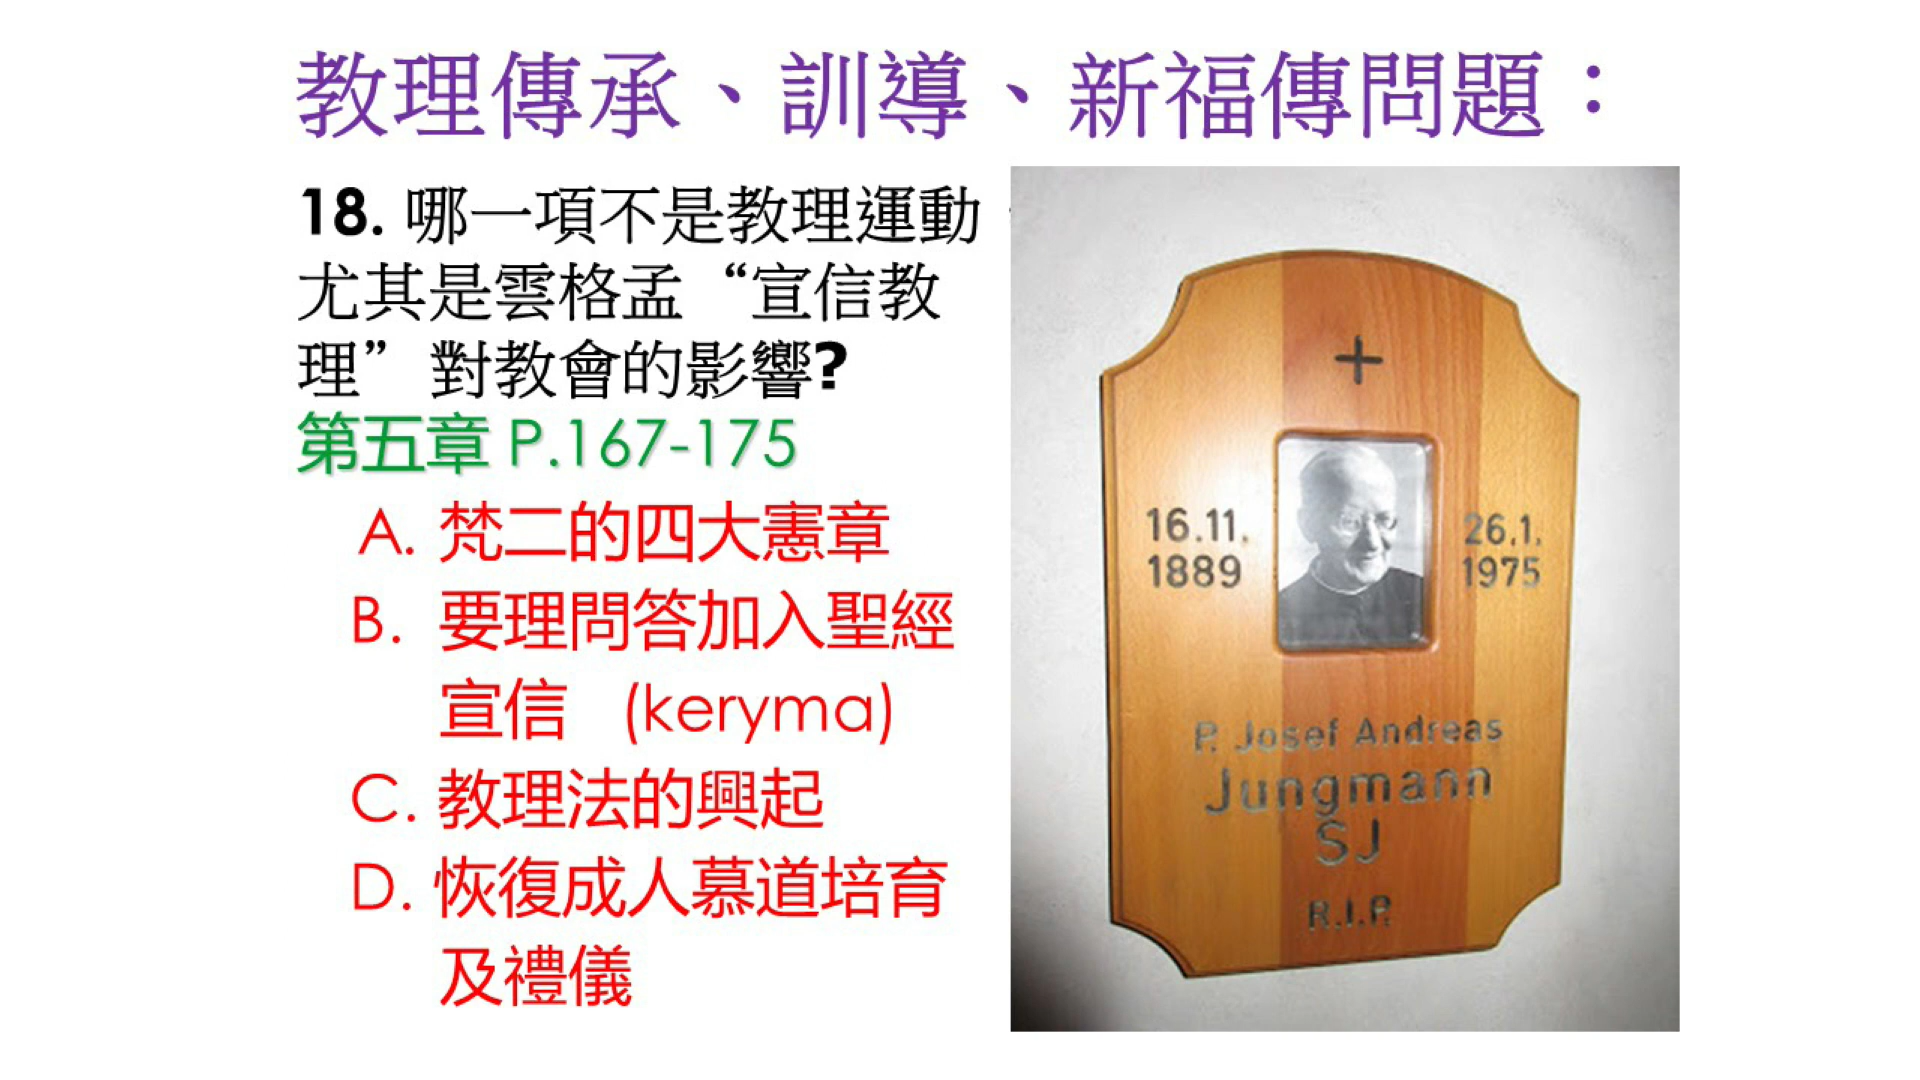 教理傳承、訓導、新福傳問題：
18. 哪一項不是教理運動，
尤其是雲格孟“宣信教
理”對教會的影響?
第五章 P.167-175
A. 梵二的四大憲章
B. 要理問答加入聖經
宣信 (keryma)
C. 教理法的興起
D. 恢復成人慕道培育
及禮儀
+
16.11.
1889
26.1.
1975
P. Josef Andreas
Jungmann
SJ
R.I.P.